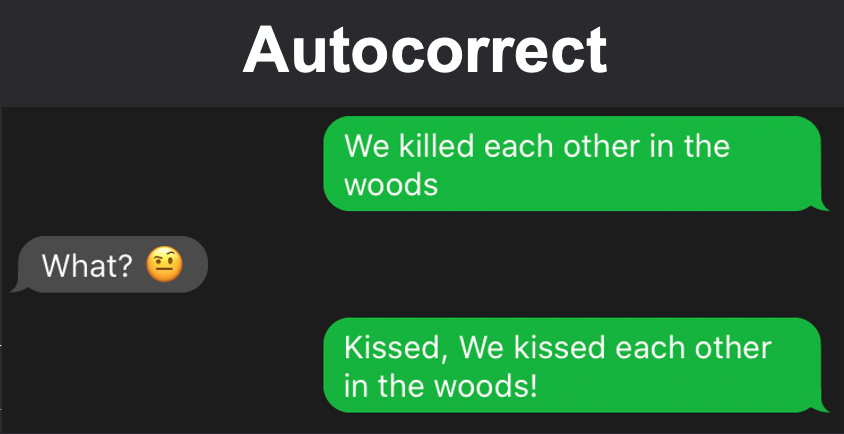 Autocorrect
We killed each other in the
woods
What? 🤨
Kissed, We kissed each other
in the woods!